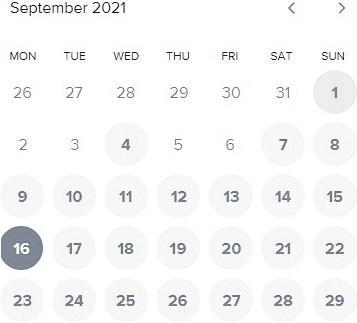 September 2021 < >
MON TUE WED THU FRI SAT SUN
26 27 28 29 30 31 1
2 3 4 5 6 7 8
9 10 11 12 13 14 15
16 17 18 19 20 21 22
23 24 25 26 27 28 29